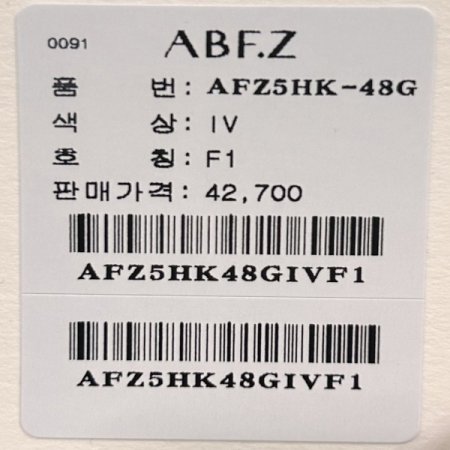 0091 ABF.Z
품 번: AFZ5HK-48G
색 상: IV
호 칭: F1
판매가격: 42,700
AFZ5HK48GIVF1
AFZ5HK48GIVF1